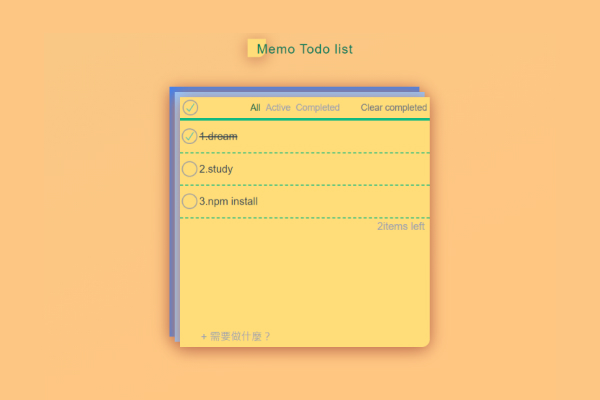 Memo Todo list
All Active Completed Clear completed
1.dream
2.study
3.npm install
2items left
+ 需要做什麼？